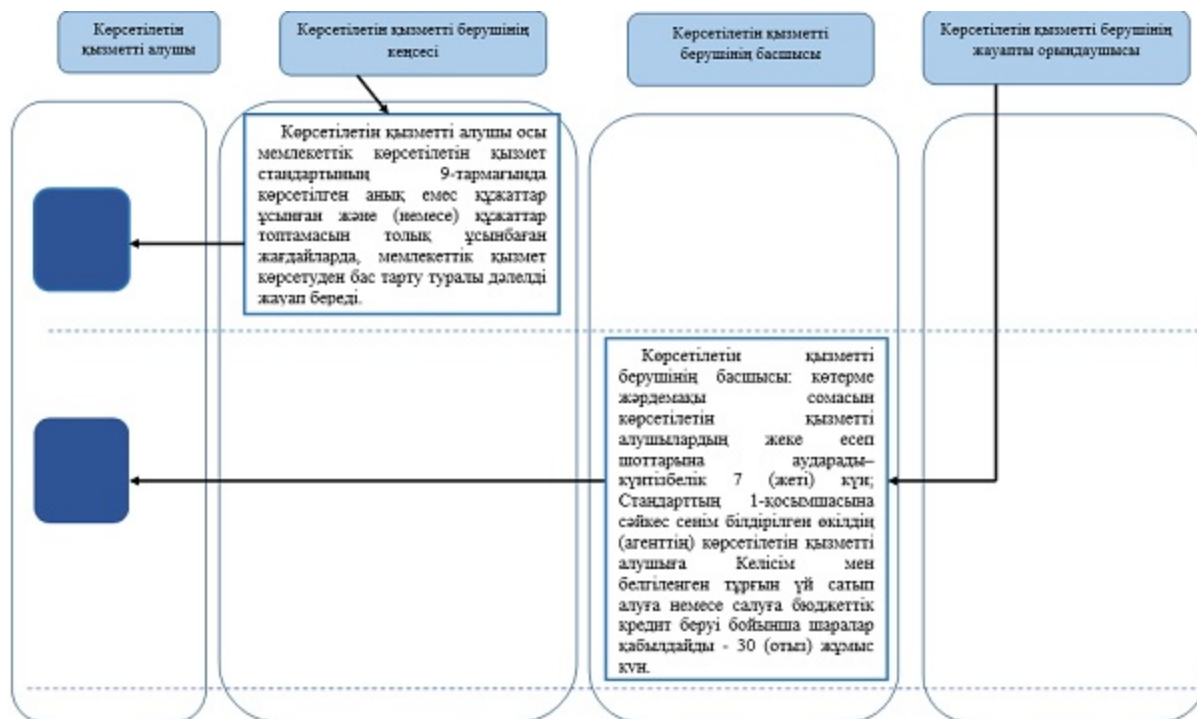 Көрсетілетін
қызметті алушы
Көрсетілетін қызметті берушінің
кеңсесі
Көрсетілетін қызметті
берушінің басшысы
Көрсетілетін қызметті берушінің
жауапты орындаушысы
Көрсетілетін қызметті алушы осы
мемлекеттік көрсетілетін қызмет
стандартының 9-тармағында
көрсетілген анық емес құжаттар
ұсынған және (немесе) құжаттар
топтамасын толық ұсынбаған
жағдайларда, мемлекеттік қызмет
көрсетуден бас тарту туралы дәлелді
жауап береді.
Көрсетілетін қызметті
берушінің басшысы: көтерме
жәрдемақы сомасын
көрсетілетін қызметті
алушылардың жеке есеп
шоттарына аударады–
күнтізбелік 7 (жеті) күн;
Стандарттың 1-қосымшасына
сәйкес сенім білдірілген өкілдің
(агенттің) көрсетілетін қызметті
алушыға Келісім мен
белгіленген тұрғын үй сатып
алуға немесе салуға бюджеттік
кредит беруі бойынша шаралар
қабылдайды - 30 (отыз) жұмыс
күн.